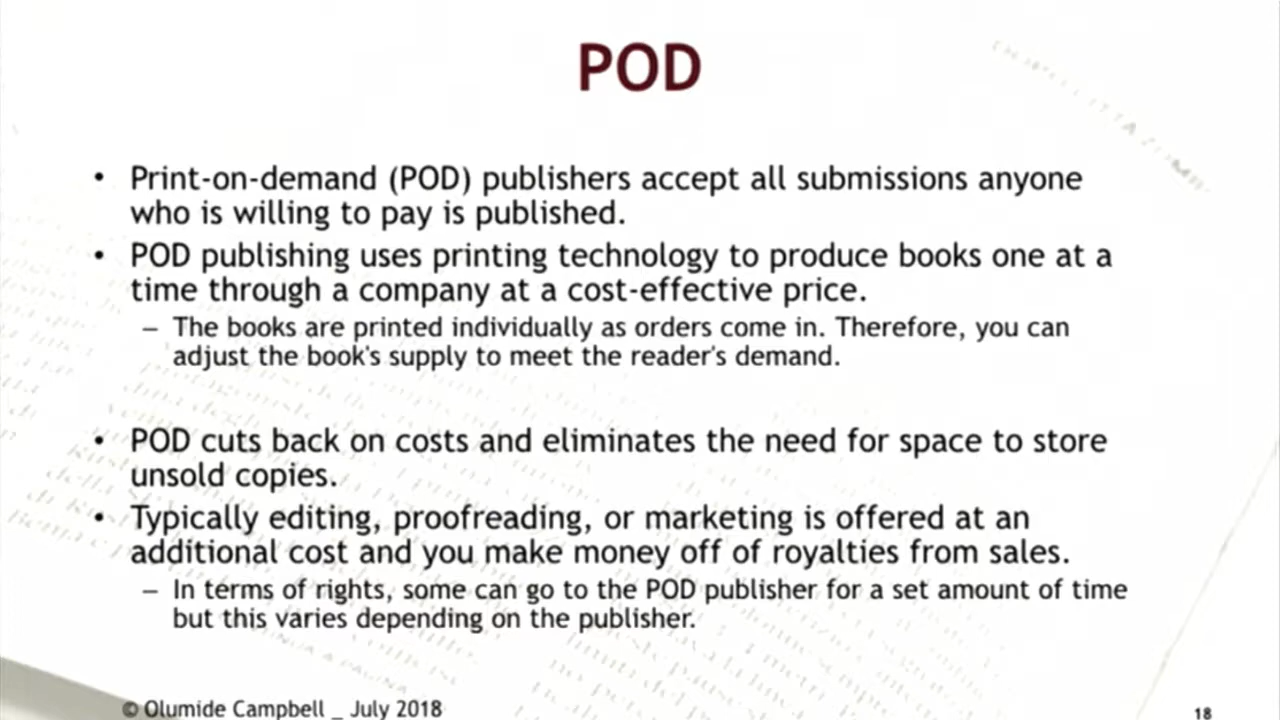 POD
• Print-on-demand (POD) publishers accept all submissions anyone
who is willing to pay is published.
• POD publishing uses printing technology to produce books one at a
time through a company at a cost-effective price.
– The books are printed individually as orders come in. Therefore, you can
adjust the book's supply to meet the reader's demand.
• POD cuts back on costs and eliminates the need for space to store
unsold copies.
• Typically editing, proofreading, or marketing is offered at an
additional cost and you make money off of royalties from sales.
– In terms of rights, some can go to the POD publisher for a set amount of time
but this varies depending on the publisher.
© Olumide Campbell _ July 2018
18